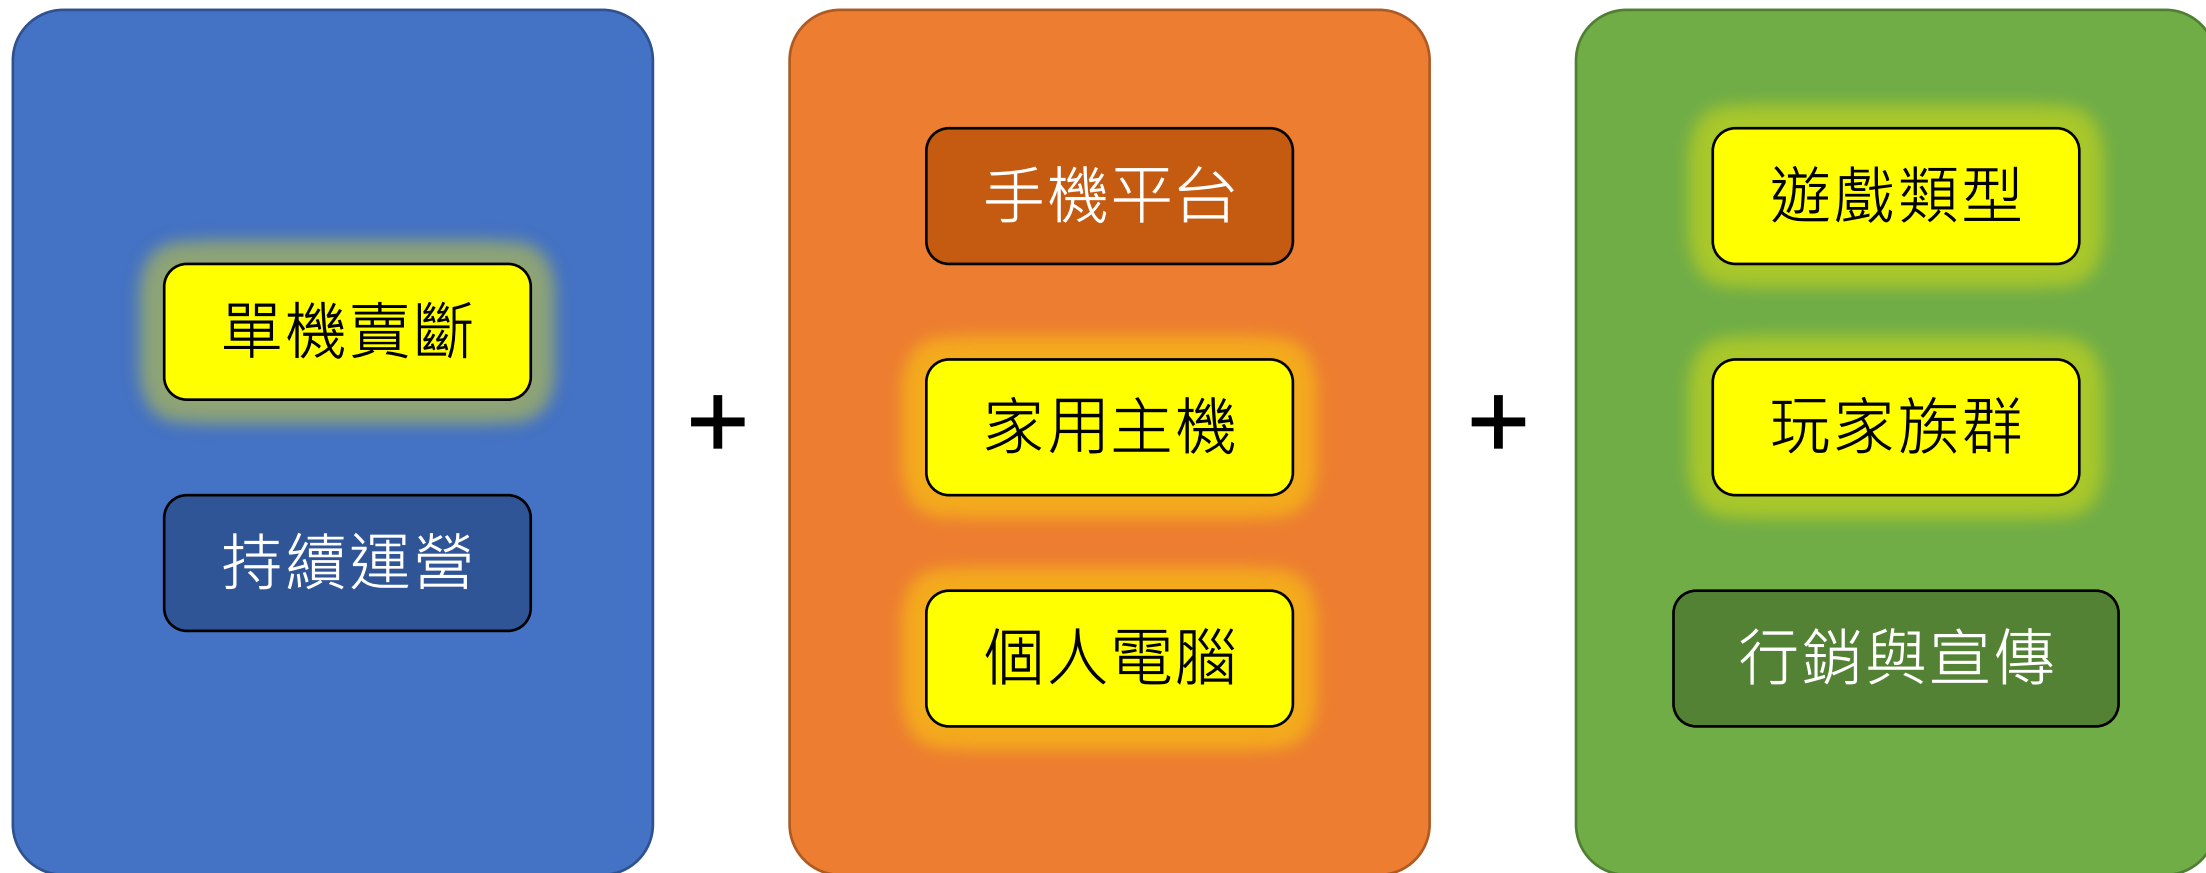 單機賣斷
持續運營
+
手機平台
家用主機
個人電腦
+
遊戲類型
玩家族群
行銷與宣傳